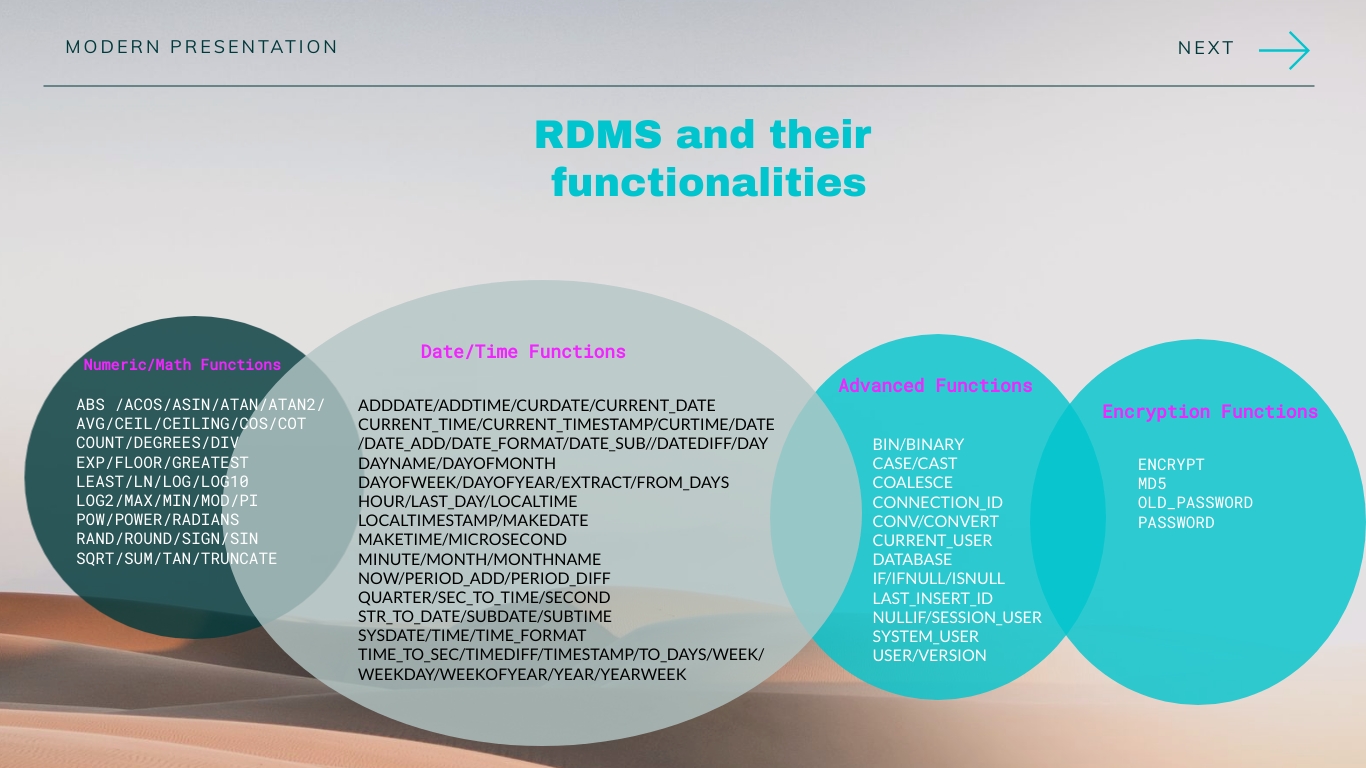 MODERN PRESENTATION
NEXT
RDMS and their
functionalities
Numeric/Math Functions
ABS /ACOS/ASIN/ATAN/ATAN2/
AVG/CEIL/CEILING/COS/COT
COUNT/DEGREES/DIV
EXP/FLOOR/GREATEST
LEAST/LN/LOG/LOG10
LOG2/MAX/MIN/MOD/PI
POW/POWER/RADIANS
RAND/ROUND/SIGN/SIN
SQRT/SUM/TAN/TRUNCATE
Date/Time Functions
ADDDATE/ADDTIME/CURDATE/CURRENT_DATE
CURRENT_TIME/CURRENT_TIMESTAMP/CURTIME/DATE
/DATE_ADD/DATE_FORMAT/DATE_SUB//DATEDIFF/DAY
DAYNAME/DAYOFMONTH
DAYOFWEEK/DAYOFYEAR/EXTRACT/FROM_DAYS
HOUR/LAST_DAY/LOCALTIME
LOCALTIMESTAMP/MAKEDATE
MAKETIME/MICROSECOND
MINUTE/MONTH/MONTHNAME
NOW/PERIOD_ADD/PERIOD_DIFF
QUARTER/SEC_TO_TIME/SECOND
STR_TO_DATE/SUBDATE/SUBTIME
SYSDATE/TIME/TIME_FORMAT
TIME_TO_SEC/TIMEDIFF/TIMESTAMP/TO_DAYS/WEEK/
WEEKDAY/WEEKOFYEAR/YEAR/YEARWEEK
Advanced Functions
BIN/BINARY
CASE/CAST
COALESCE
CONNECTION_ID
CONV/CONVERT
CURRENT_USER
DATABASE
IF/IFNULL/ISNULL
LAST_INSERT_ID
NULLIF/SESSION_USER
SYSTEM_USER
USER/VERSION
Encryption Functions
ENCRYPT
MD5
OLD_PASSWORD
PASSWORD